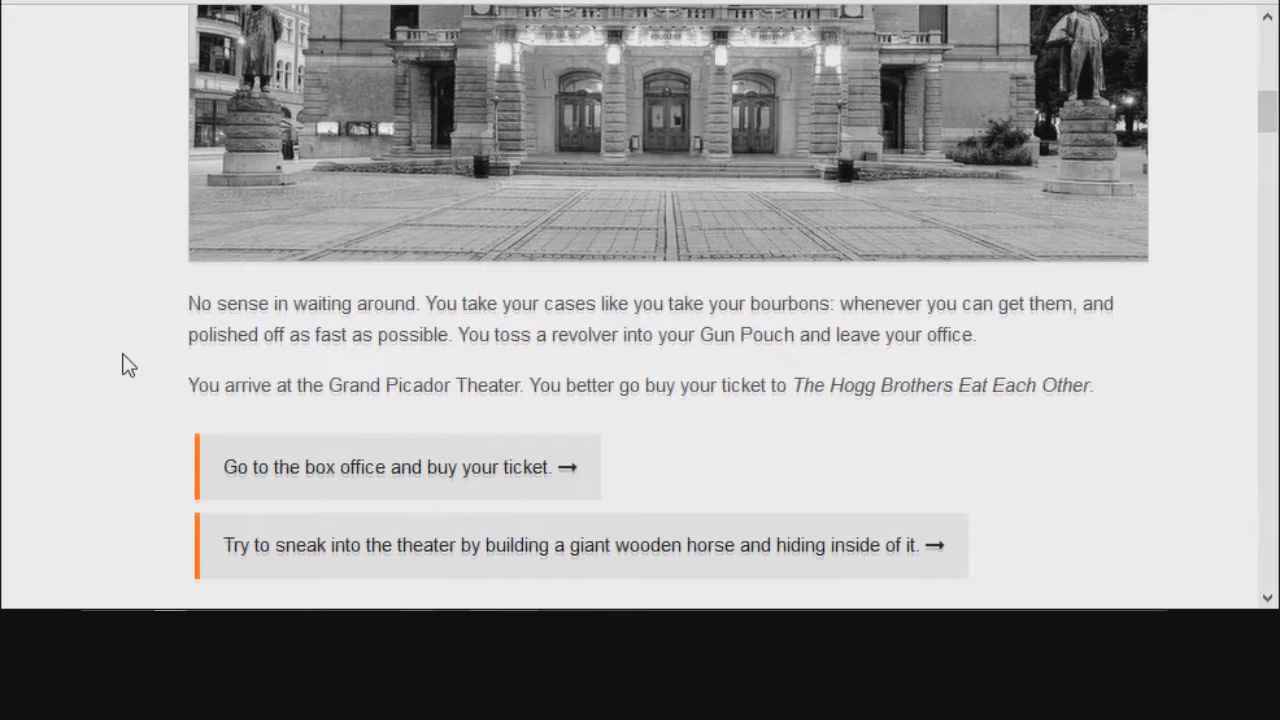 No sense in waiting around. You take your cases like you take your bourbons: whenever you can get them, and
polished off as fast as possible. You toss a revolver into your Gun Pouch and leave your office.
You arrive at the Grand Picador Theater. You better go buy your ticket to The Hogg Brothers Eat Each Other.
Go to the box office and buy your ticket. →
Try to sneak into the theater by building a giant wooden horse and hiding inside of it. →